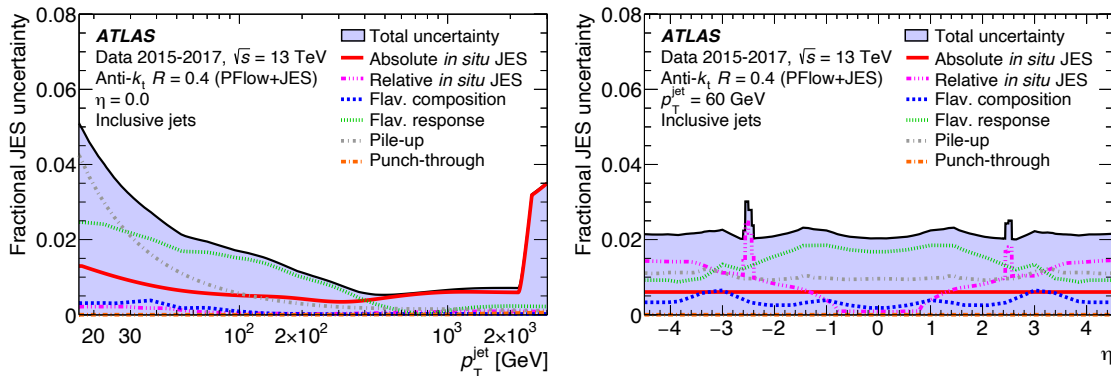 Fractional JES uncertainty
0.08
0.06
0.04
0.02
0
ATLAS
Data 2015-2017, √s = 13 TeV
Anti-kt R = 0.4 (PFlow+JES)
η = 0.0
Inclusive jets
Total uncertainty
Absolute in situ JES
Relative in situ JES
Flav. composition
Flav. response
Pile-up
Punch-through
20 30 10² 2×10² 10³ 2×10³
pTjet [GeV]
Fractional JES uncertainty
0.08
0.06
0.04
0.02
0
ATLAS
Data 2015-2017, √s = 13 TeV
Anti-kt R = 0.4 (PFlow+JES)
pTjet = 60 GeV
Inclusive jets
Total uncertainty
Absolute in situ JES
Relative in situ JES
Flav. composition
Flav. response
Pile-up
Punch-through
−4 −3 −2 −1 0 1 2 3 4
η